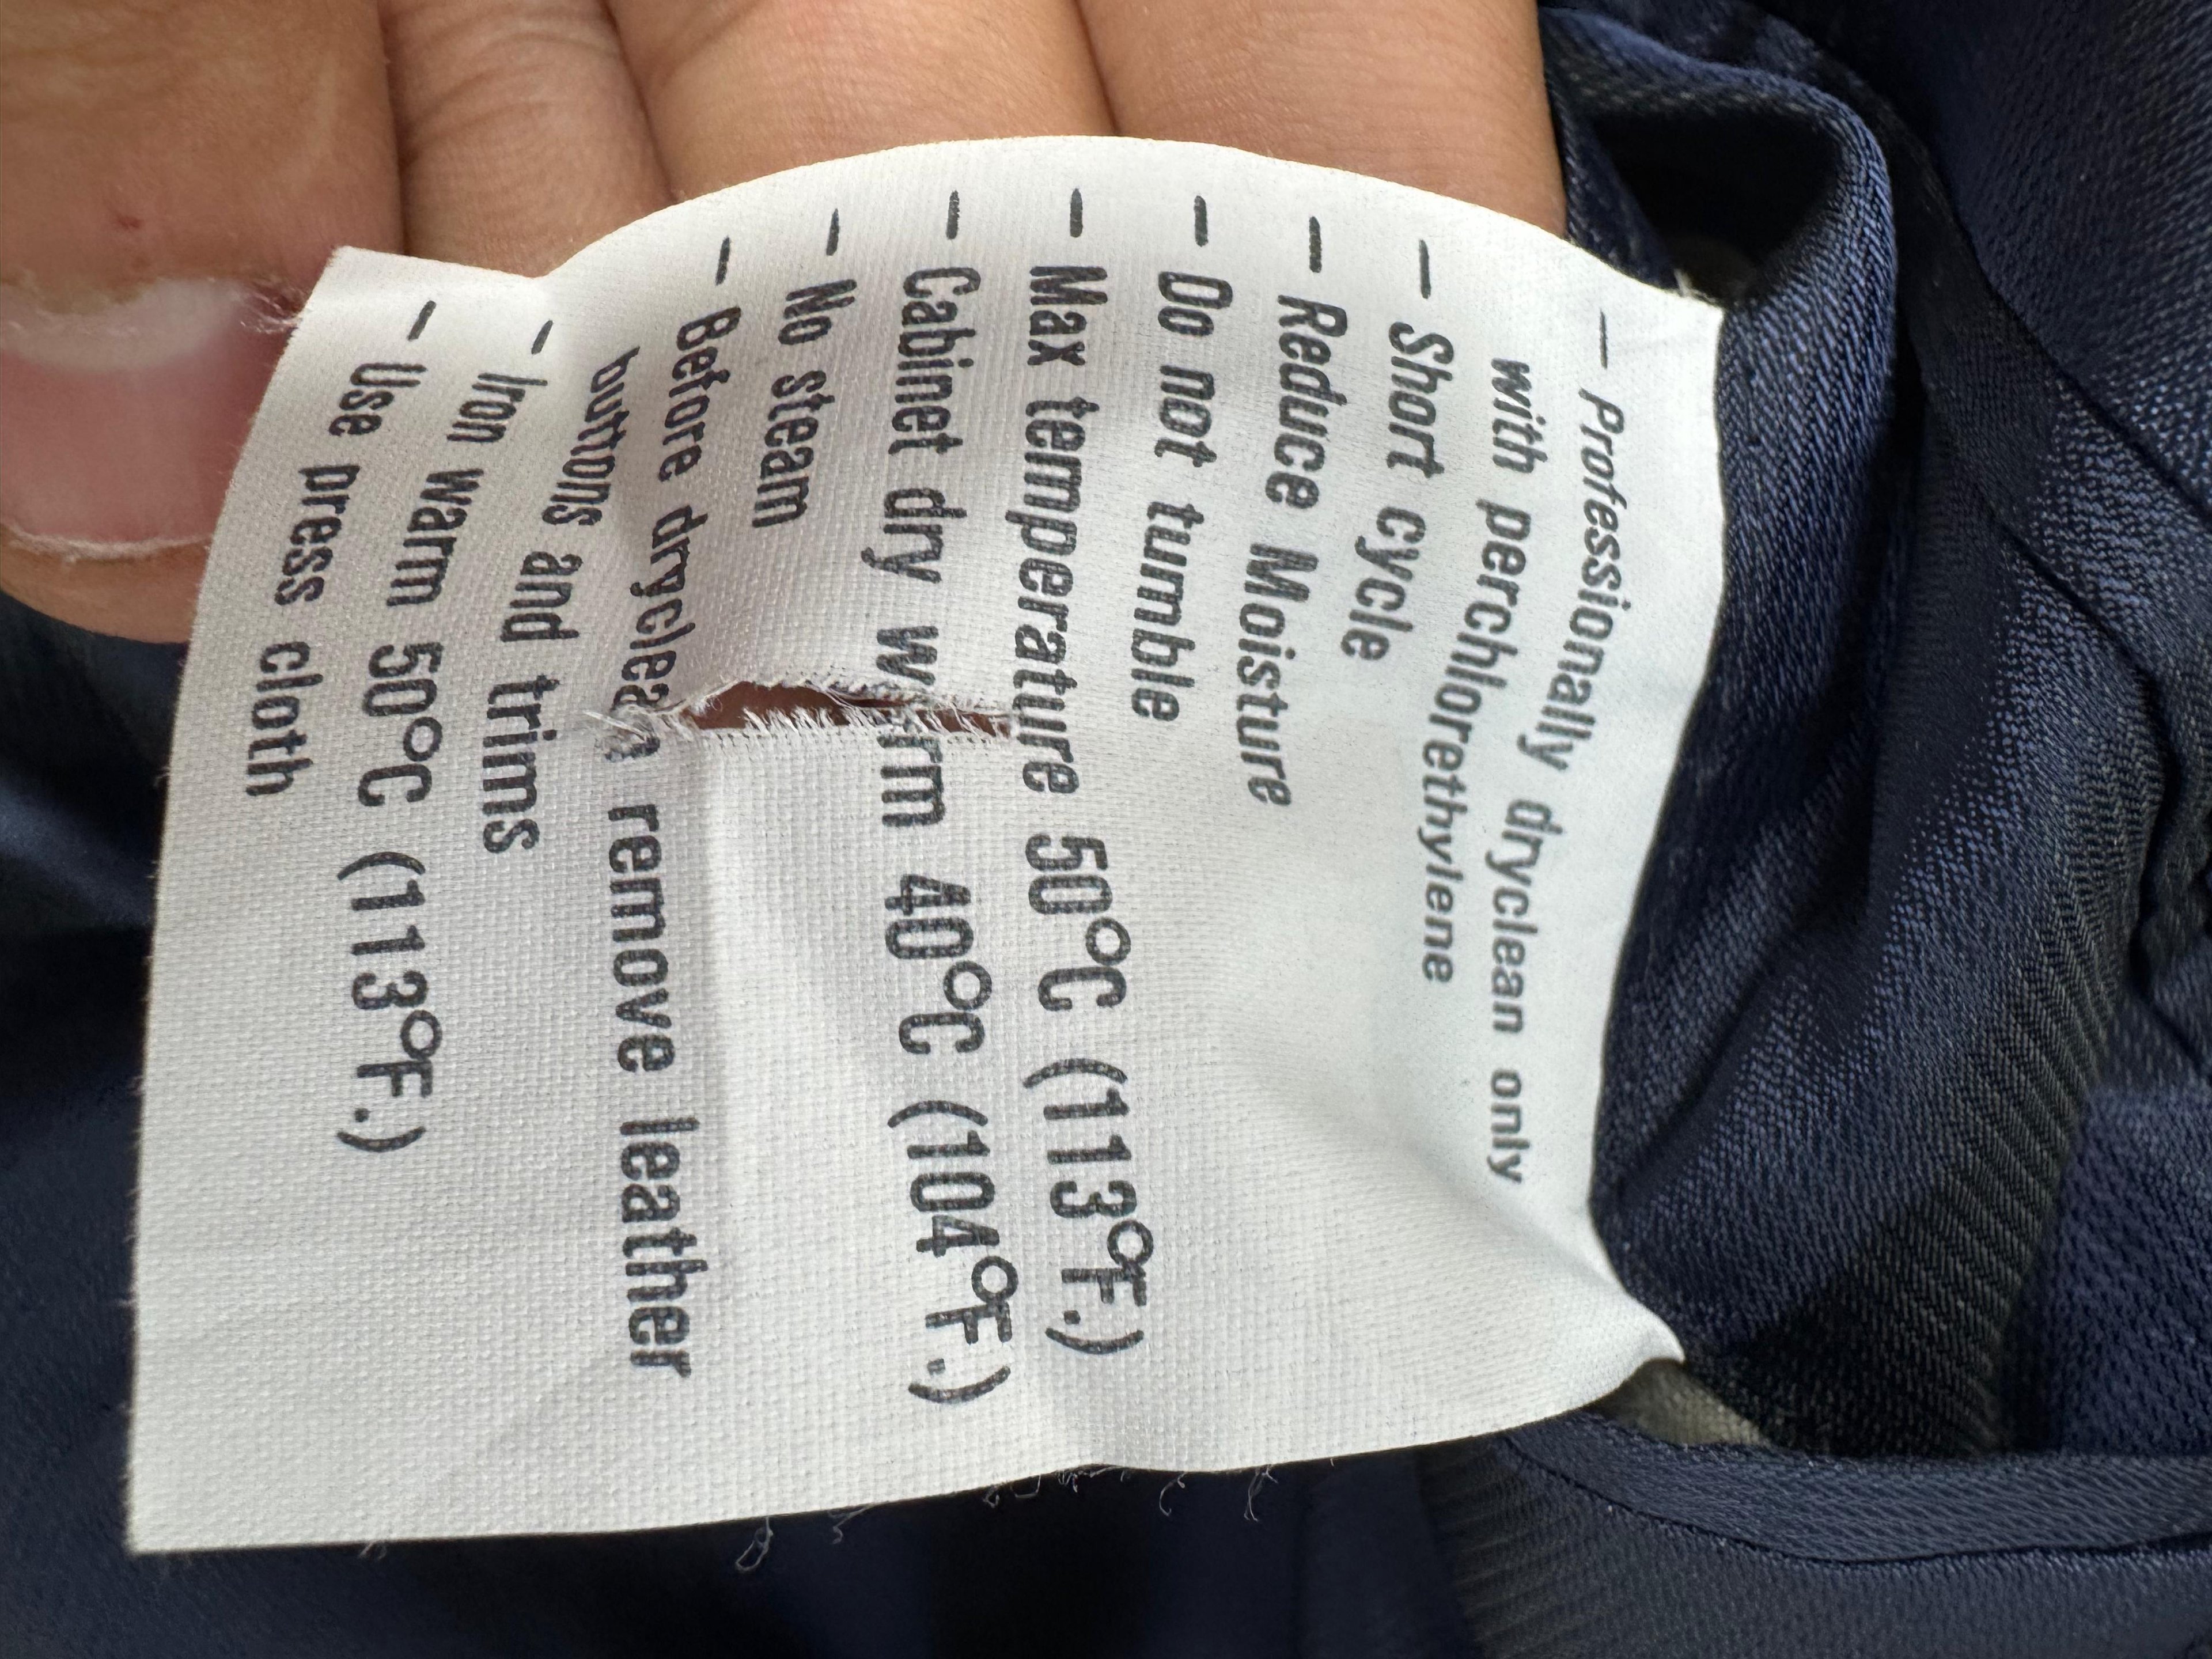 – Professionally dryclean only
with perchlorethylene
– Short cycle
– Reduce Moisture
– Do not tumble
– Max temperature 50°C (113°F.)
– Cabinet dry warm 40°C (104°F.)
– No steam
– Before dryclean remove leather
buttons and trims
– Iron warm 50°C (113°F.)
– Use press cloth